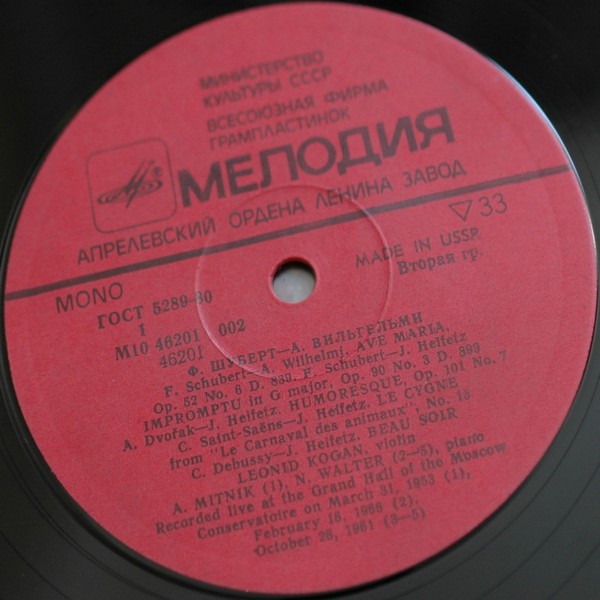 МИНИСТЕРСТВО
КУЛЬТУРЫ СССР
ВСЕСОЮЗНАЯ ФИРМА
ГРАМПЛАСТИНОК
МЕЛОДИЯ
АПРЕЛЕВСКИЙ ОРДЕНА ЛЕНИНА ЗАВОД
▽33
MONO
MADE IN USSR
ГОСТ 5289-80
Вторая гр.
1
М10 46201 002
46201
Ф. ШУБЕРТ—А. ВИЛЬГЕЛЬМИ
F. Schubert—A. Wilhelmj, AVE MARIA,
Op. 52 No. 6 D. 839, F. Schubert—J. Heifetz
IMPROMPTU in G major, Op. 90 No. 3 D. 899
A. Dvořak—J. Heifetz, HUMORESQUE, Op. 101 No. 7
C. Saint-Saëns—J. Heifetz, LE CYGNE
from "Le Carnaval des animaux", No. 13
C. Debussy—J. Heifetz, BEAU SOIR
LEONID KOGAN, violin
A. MITNIK (1), N. WALTER (2—5), piano
Recorded live at the Grand Hall of the Moscow
Conservatoire on March 31, 1953 (1),
February 16, 1966 (2),
October 26, 1961 (3—5)